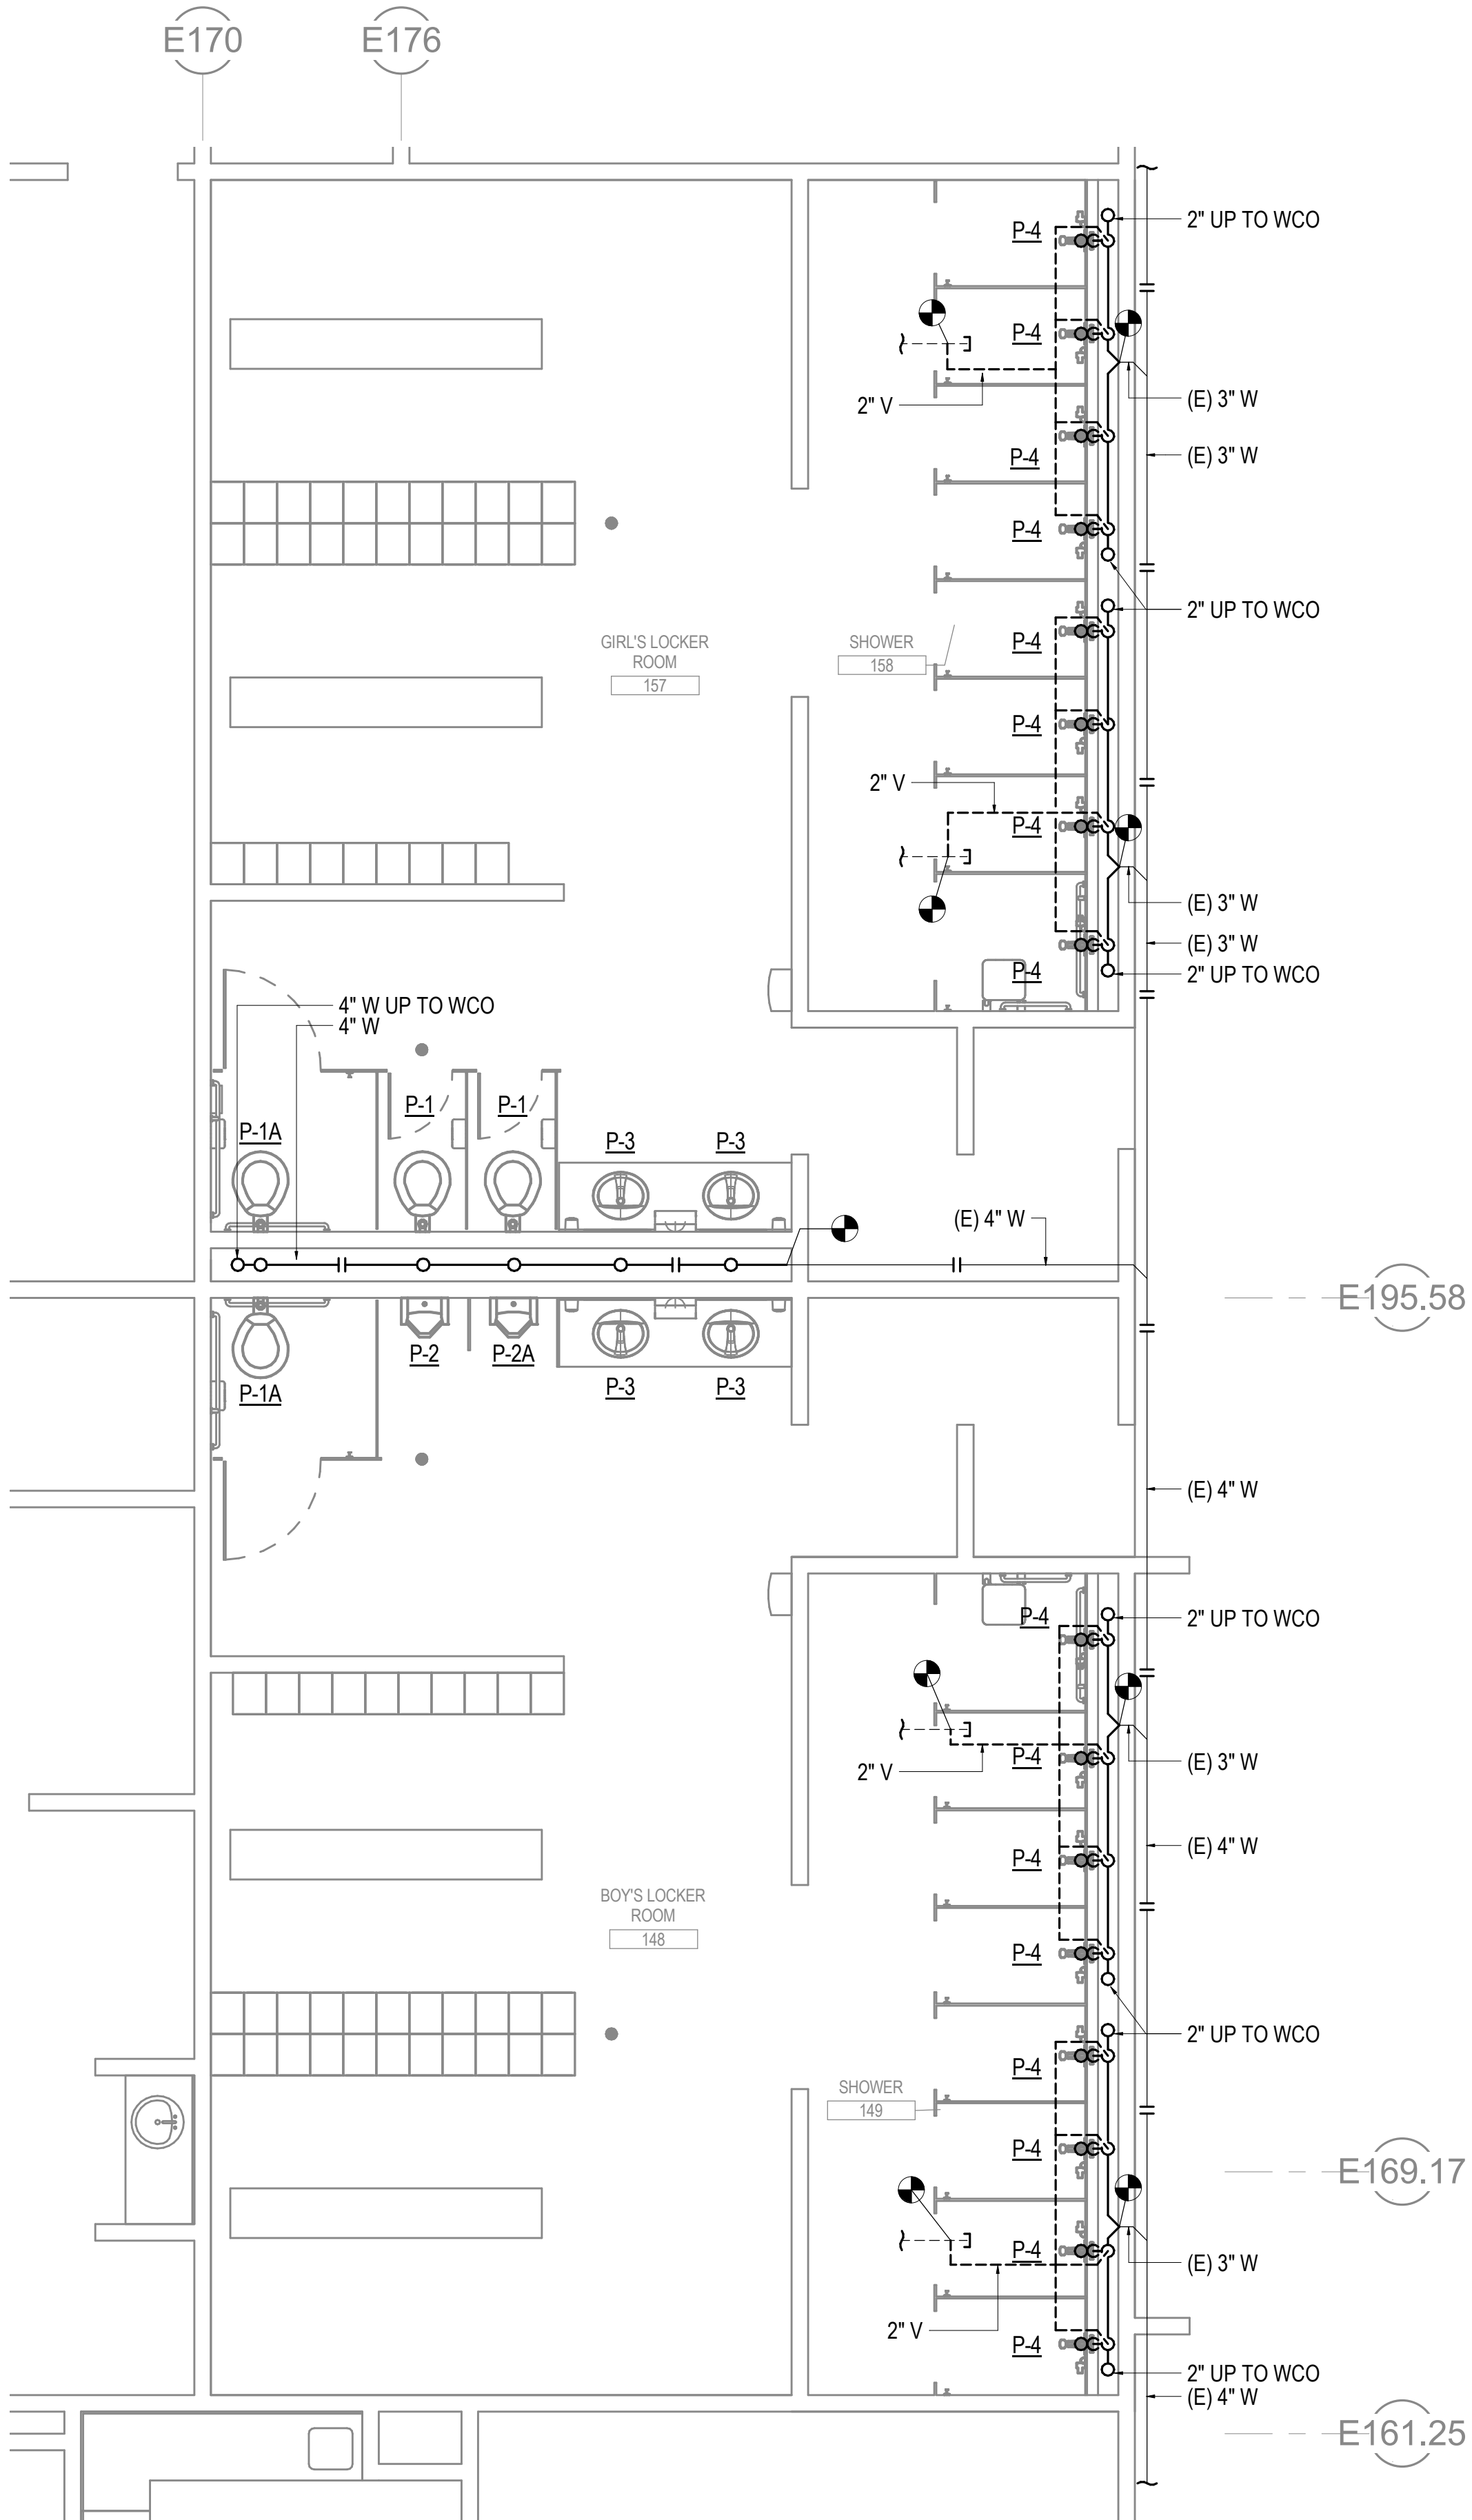 E170
E176
2" UP TO WCO
P-4
P-4
(E) 3" W
2" V
(E) 3" W
P-4
P-4
2" UP TO WCO
GIRL'S LOCKER
ROOM
157
SHOWER
158
P-4
P-4
2" V
P-4
(E) 3" W
(E) 3" W
P-4
2" UP TO WCO
4" W UP TO WCO
4" W
P-1
P-1
P-1A
P-3
P-3
(E) 4" W
E195.58
P-2
P-2A
P-1A
P-3
P-3
(E) 4" W
P-4
2" UP TO WCO
P-4
(E) 3" W
2" V
(E) 4" W
P-4
BOY'S LOCKER
ROOM
148
P-4
2" UP TO WCO
P-4
SHOWER
149
P-4
E169.17
P-4
(E) 3" W
2" V
P-4
2" UP TO WCO
(E) 4" W
E161.25